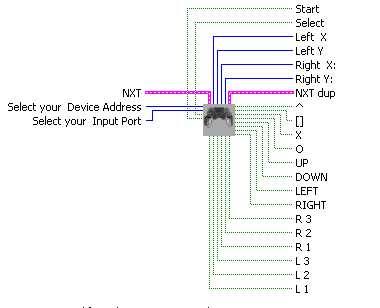 Start
Select
Left X
Left Y
Right X:
Right Y:
NXT
NXT dup
Select your Device Address
^
Select your Input Port
[]
X
O
UP
DOWN
LEFT
RIGHT
R 3
R 2
R 1
L 3
L 2
L 1